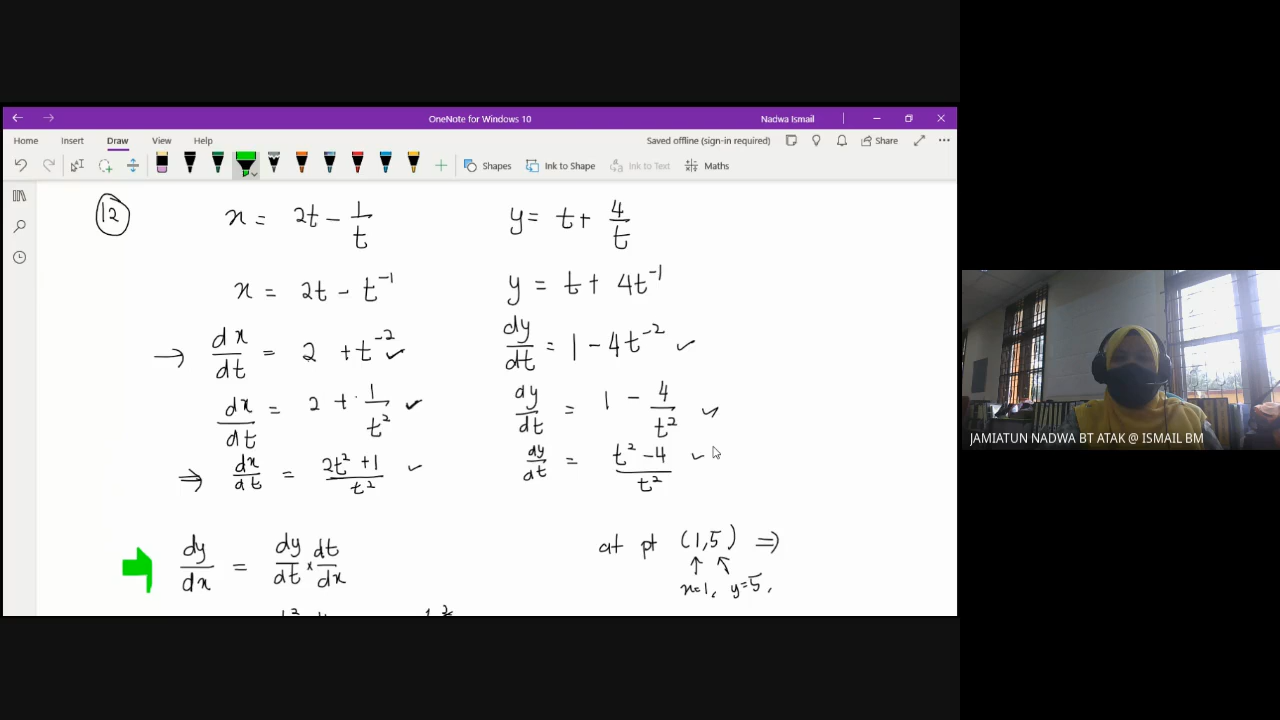 OneNote for Windows 10
Nadwa Ismail
Home Insert Draw View Help
Saved offline (sign-in required)
Share
Shapes
Ink to Shape
Ink to Text
Maths
12
x = 2t - 1/t
y = t + 4/t
x = 2t - t⁻¹
y = t + 4t⁻¹
→ dx/dt = 2 + t⁻² ✓
dy/dt = 1 - 4t⁻² ✓
dx/dt = 2 + 1/t² ✓
dy/dt = 1 - 4/t² ✓
⇒ dx/dt = (2t² + 1)/t² ✓
dy/dt = (t² - 4)/t² ✓
dy/dx = dy/dt × dt/dx
at pt (1,5) ⇒
x=1, y=5,
JAMIATUN NADWA BT ATAK @ ISMAIL BM